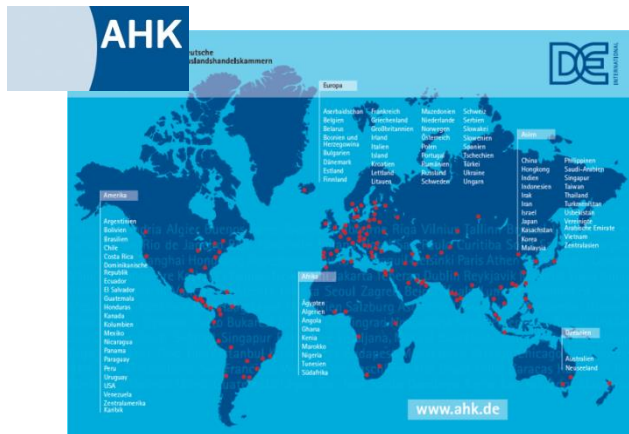 AHK
eutsche
uslandshandelskammern
DE
INTERNATIONAL
Europa
Aserbaidschan
Belgien
Belarus
Bosnien und
Herzegowina
Bulgarien
Dänemark
Estland
Finnland
Frankreich
Griechenland
Großbritannien
Irland
Italien
Island
Kroatien
Lettland
Litauen
Mazedonien
Niederlande
Norwegen
Österreich
Polen
Portugal
Rumänien
Russland
Schweden
Schweiz
Serbien
Slowakei
Slowenien
Spanien
Tschechien
Türkei
Ukraine
Ungarn
Asien
China
Hongkong
Indien
Indonesien
Irak
Iran
Israel
Japan
Kasachstan
Korea
Malaysia
Philippinen
Saudi-Arabien
Singapur
Taiwan
Thailand
Turkmenistan
Usbekistan
Vereinigte
Arabische Emirate
Vietnam
Zentralasien
Amerika
Argentinien
Bolivien
Brasilien
Chile
Costa Rica
Dominikanische
Republik
Ecuador
El Salvador
Guatemala
Honduras
Kanada
Kolumbien
Mexiko
Nicaragua
Panama
Paraguay
Peru
Uruguay
USA
Venezuela
Zentralamerika
Karibik
Afrika
Ägypten
Algerien
Angola
Ghana
Kenia
Marokko
Nigeria
Tunesien
Südafrika
Ozeanien
Australien
Neuseeland
www.ahk.de